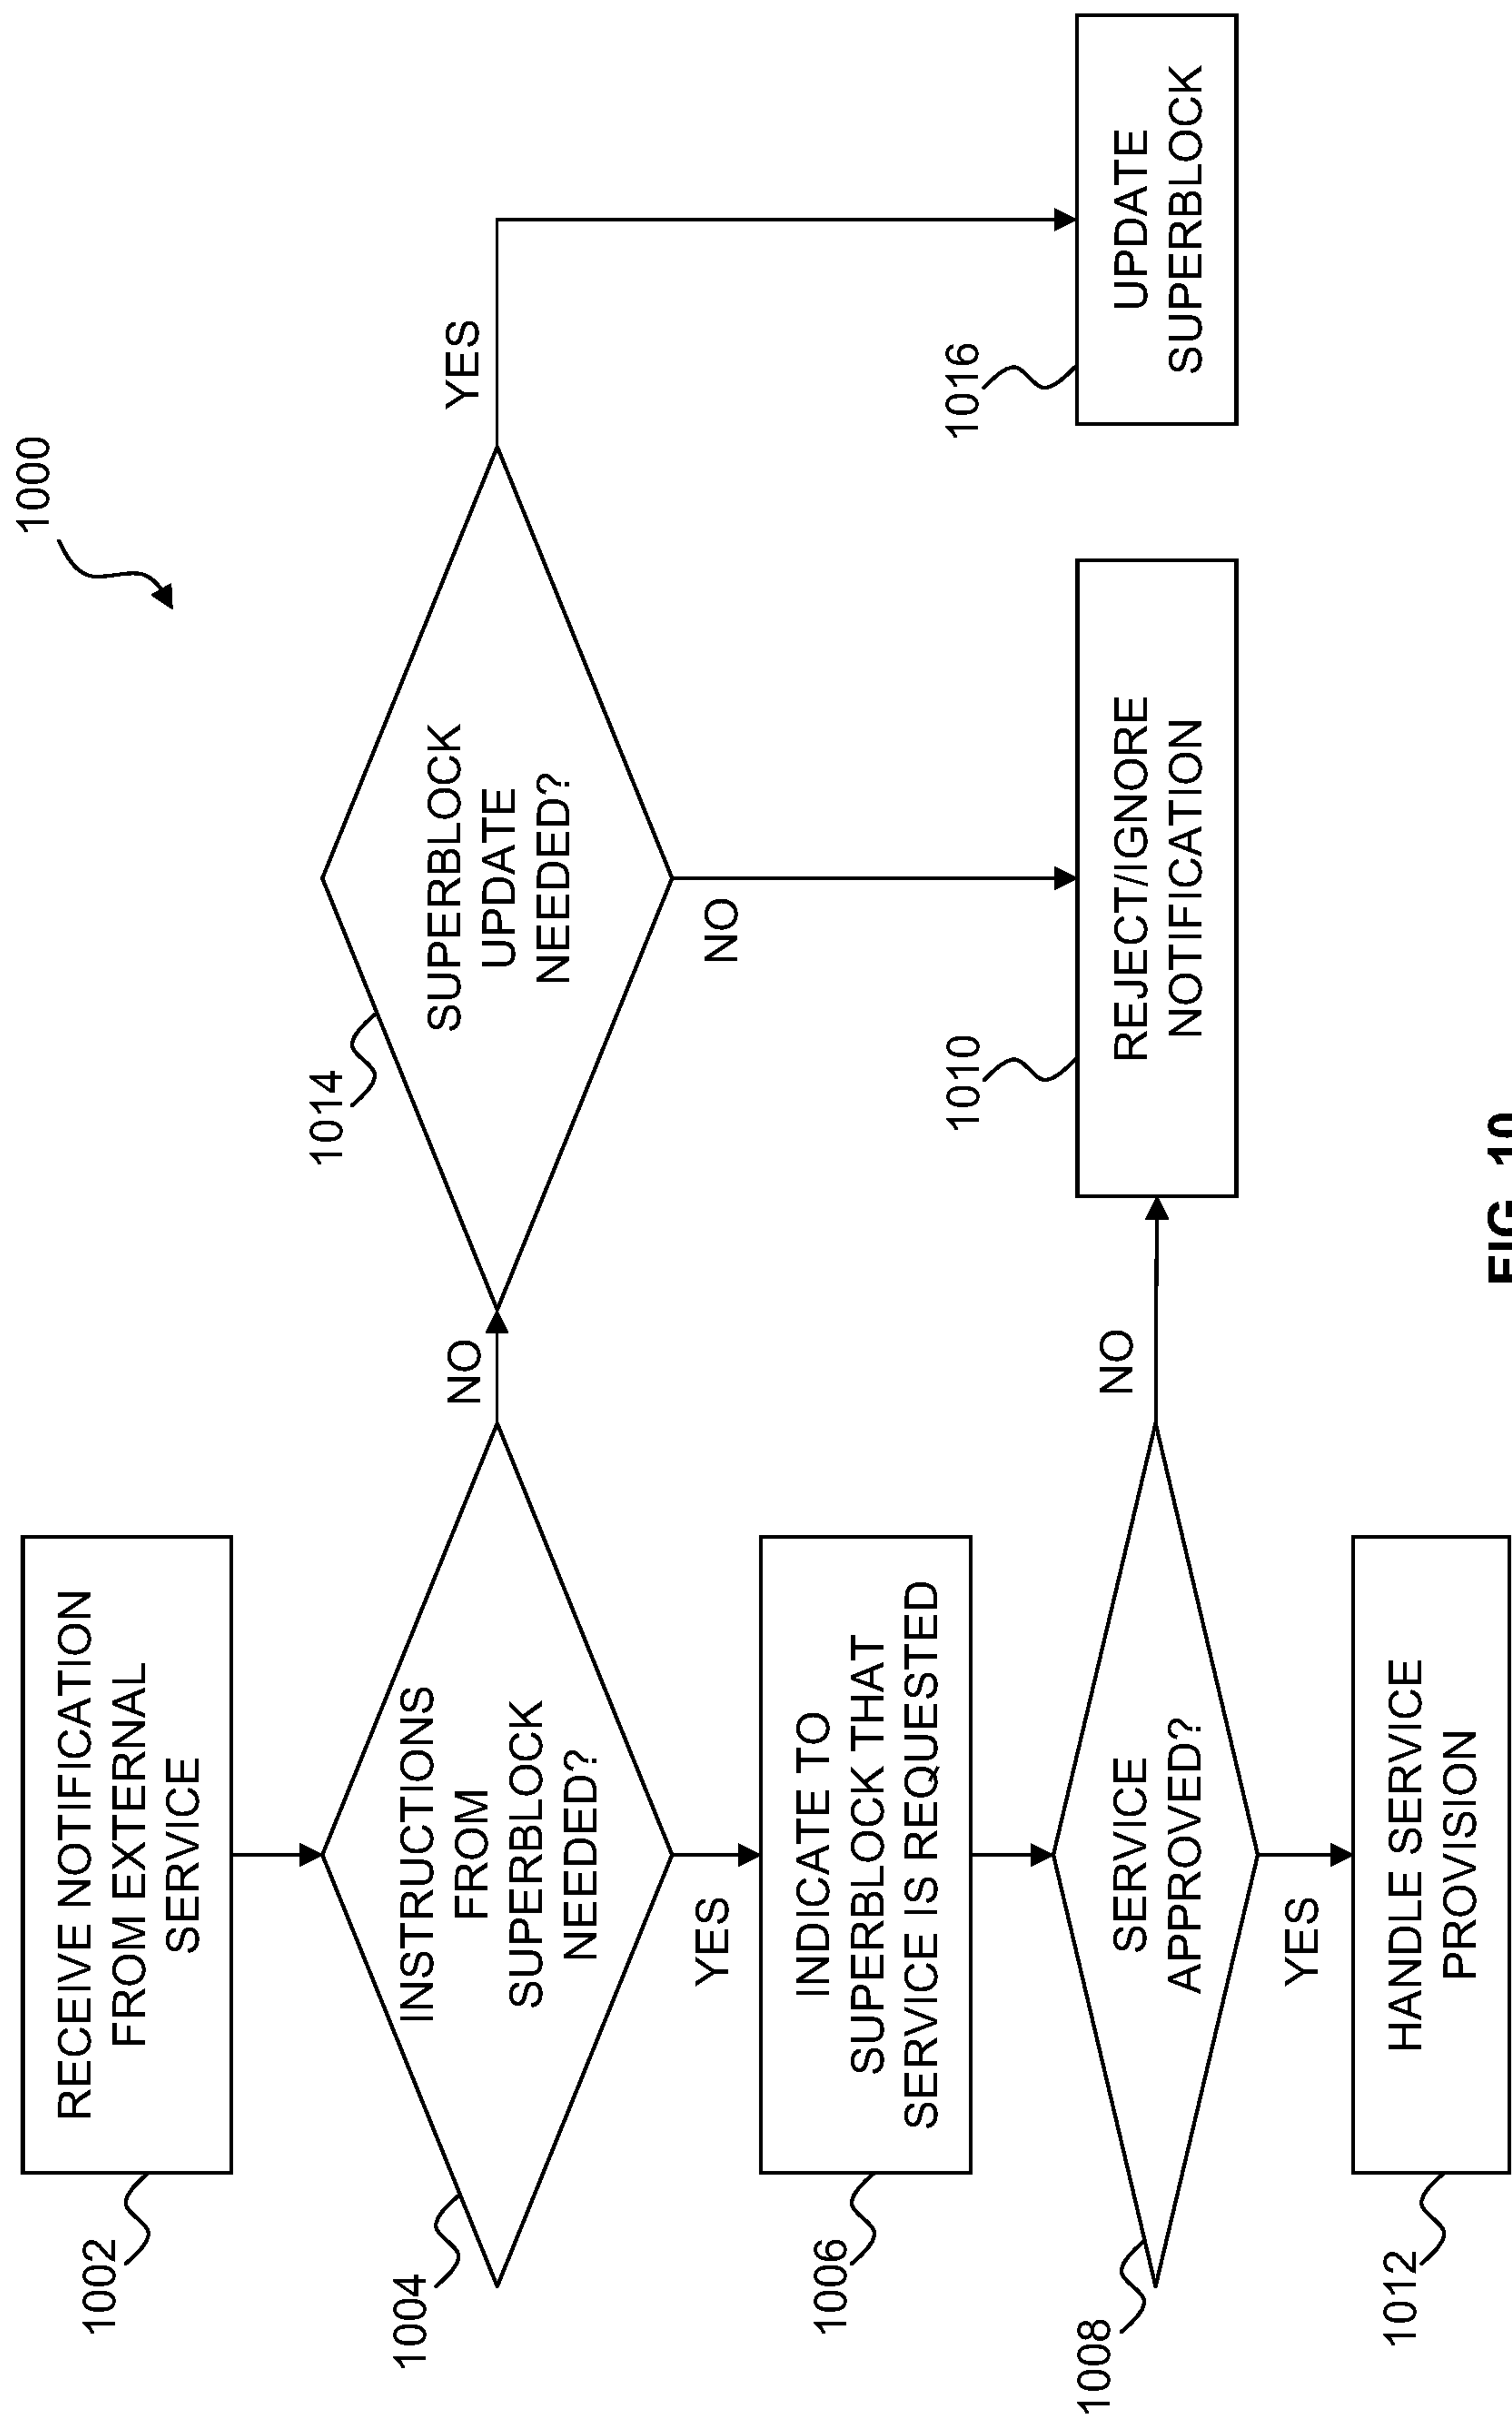 1000
1002
RECEIVE NOTIFICATION
FROM EXTERNAL
SERVICE
1004
INSTRUCTIONS
FROM
SUPERBLOCK
NEEDED?
NO
1014
SUPERBLOCK
UPDATE
NEEDED?
YES
YES
NO
1006
INDICATE TO
SUPERBLOCK THAT
SERVICE IS REQUESTED
1008
SERVICE
APPROVED?
NO
1010
REJECT/IGNORE
NOTIFICATION
1016
UPDATE
SUPERBLOCK
YES
1012
HANDLE SERVICE
PROVISION
FIG. 10